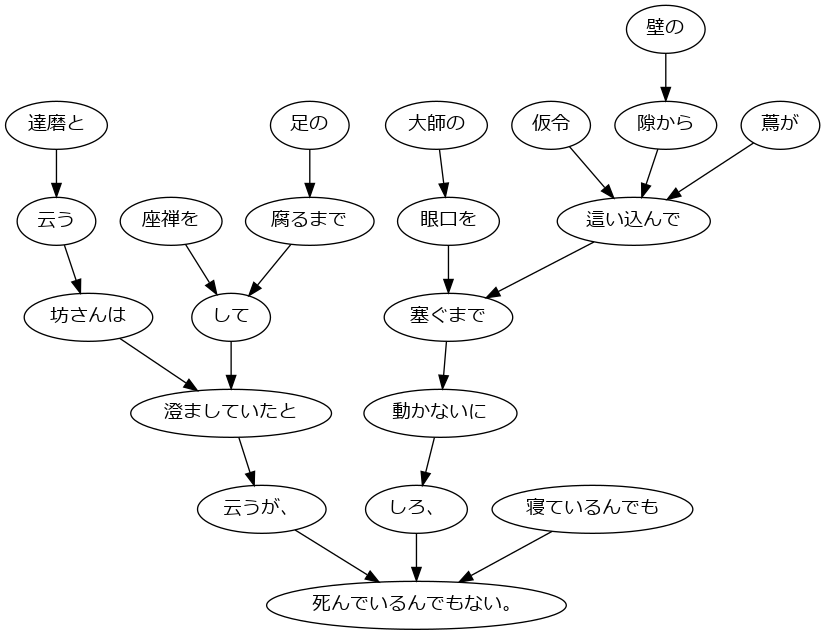 壁の
達磨と
足の
大師の
仮令
隙から
蔦が
云う
座禅を
腐るまで
眼口を
這い込んで
坊さんは
して
塞ぐまで
澄ましていたと
動かないに
云うが、
しろ、
寝ているんでも
死んでいるんでもない。